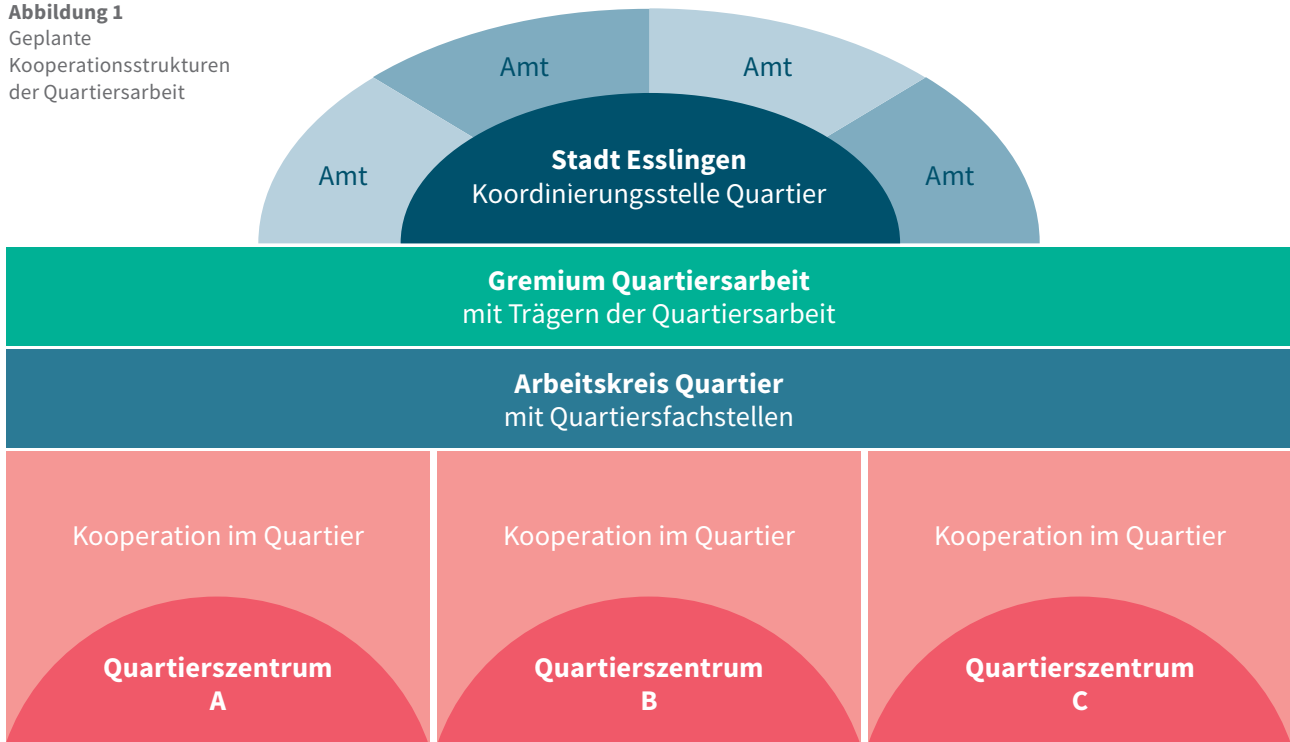 Abbildung 1
Geplante
Kooperationsstrukturen
der Quartiersarbeit
Amt
Amt
Amt
Amt
Stadt Esslingen
Koordinierungsstelle Quartier
Gremium Quartiersarbeit
mit Trägern der Quartiersarbeit
Arbeitskreis Quartier
mit Quartiersfachstellen
Kooperation im Quartier
Kooperation im Quartier
Kooperation im Quartier
Quartierszentrum
A
Quartierszentrum
B
Quartierszentrum
C